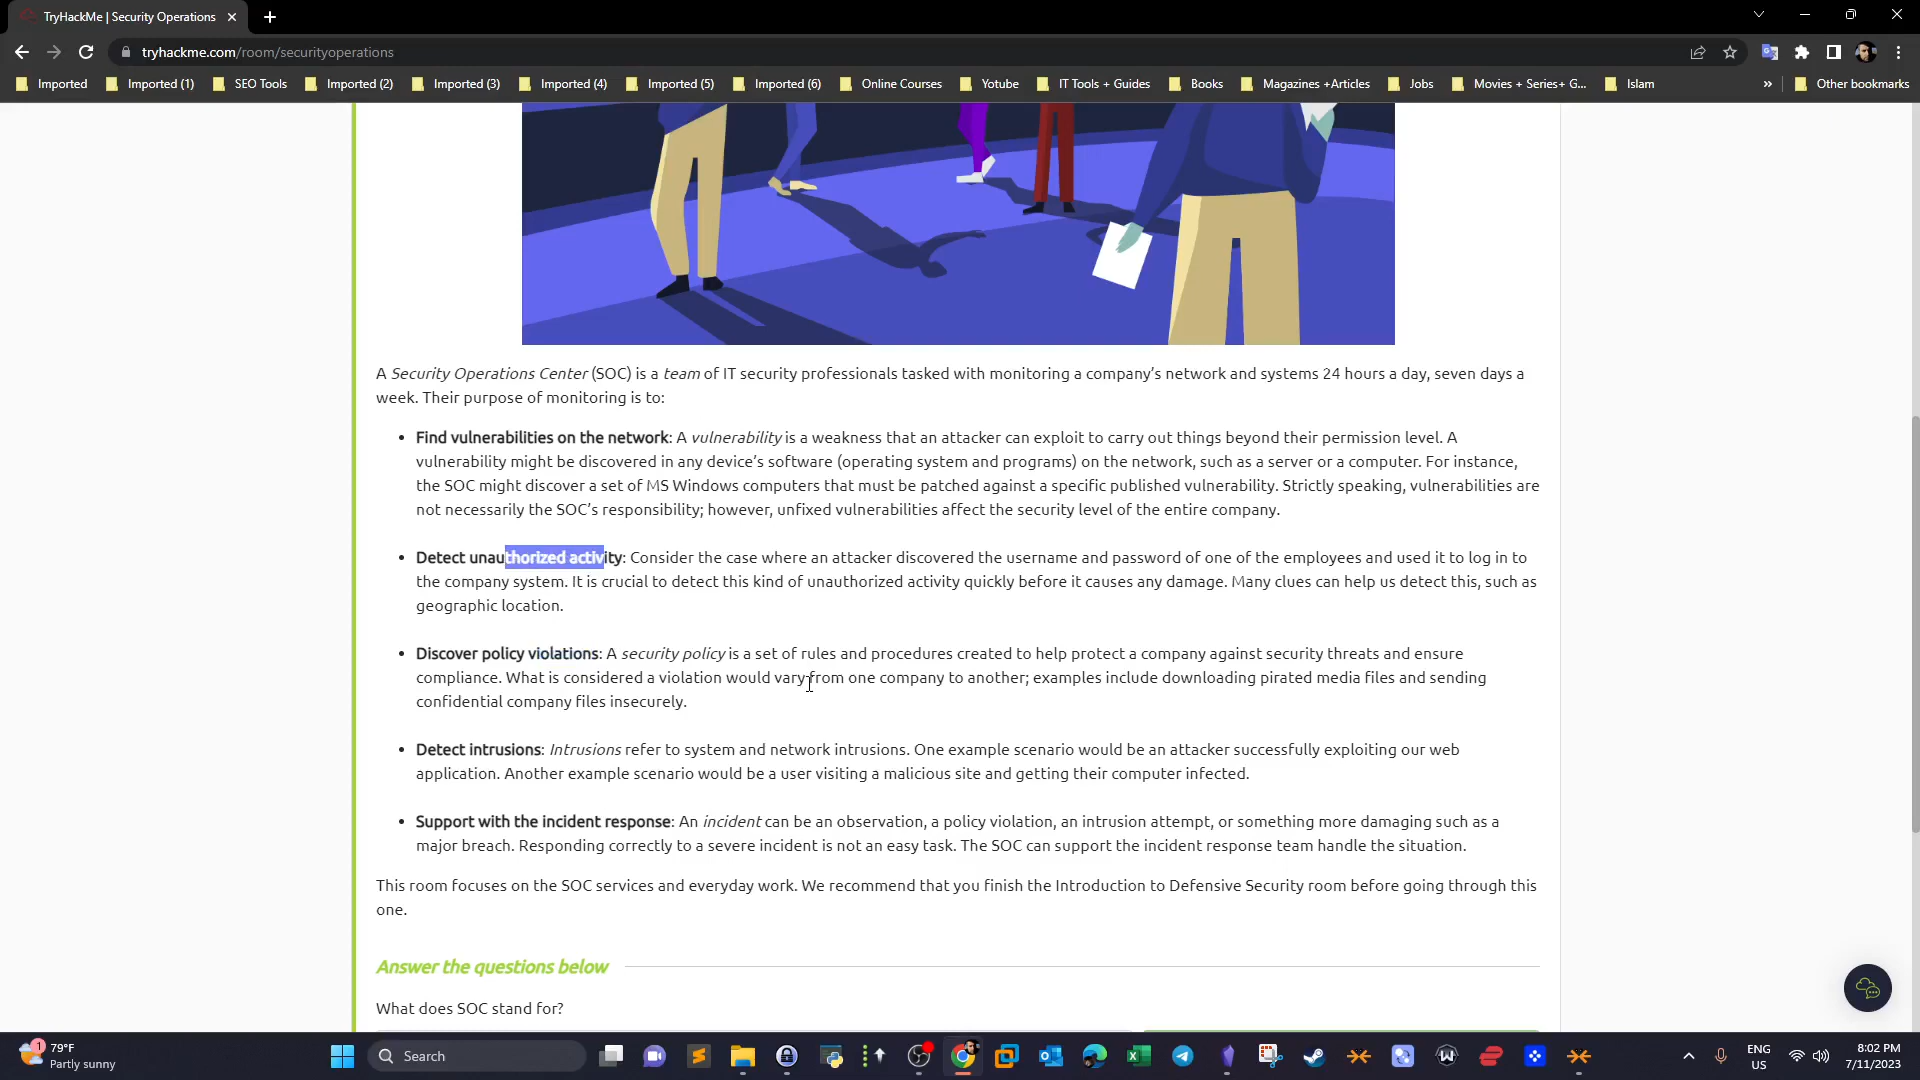 TryHackMe | Security Operations
tryhackme.com/room/securityoperations
Imported Imported (1) SEO Tools Imported (2) Imported (3) Imported (4) Imported (5) Imported (6) Online Courses Yotube IT Tools + Guides Books Magazines +Articles Jobs Movies + Series+ G... Islam » Other bookmarks
A Security Operations Center (SOC) is a team of IT security professionals tasked with monitoring a company's network and systems 24 hours a day, seven days a
week. Their purpose of monitoring is to:
• Find vulnerabilities on the network: A vulnerability is a weakness that an attacker can exploit to carry out things beyond their permission level. A
vulnerability might be discovered in any device's software (operating system and programs) on the network, such as a server or a computer. For instance,
the SOC might discover a set of MS Windows computers that must be patched against a specific published vulnerability. Strictly speaking, vulnerabilities are
not necessarily the SOC's responsibility; however, unfixed vulnerabilities affect the security level of the entire company.
• Detect unauthorized activity: Consider the case where an attacker discovered the username and password of one of the employees and used it to log in to
the company system. It is crucial to detect this kind of unauthorized activity quickly before it causes any damage. Many clues can help us detect this, such as
geographic location.
• Discover policy violations: A security policy is a set of rules and procedures created to help protect a company against security threats and ensure
compliance. What is considered a violation would vary from one company to another; examples include downloading pirated media files and sending
confidential company files insecurely.
• Detect intrusions: Intrusions refer to system and network intrusions. One example scenario would be an attacker successfully exploiting our web
application. Another example scenario would be a user visiting a malicious site and getting their computer infected.
• Support with the incident response: An incident can be an observation, a policy violation, an intrusion attempt, or something more damaging such as a
major breach. Responding correctly to a severe incident is not an easy task. The SOC can support the incident response team handle the situation.
This room focuses on the SOC services and everyday work. We recommend that you finish the Introduction to Defensive Security room before going through this
one.
Answer the questions below
What does SOC stand for?
1
79°F
Partly sunny
Search
ENG
US
8:02 PM
7/11/2023